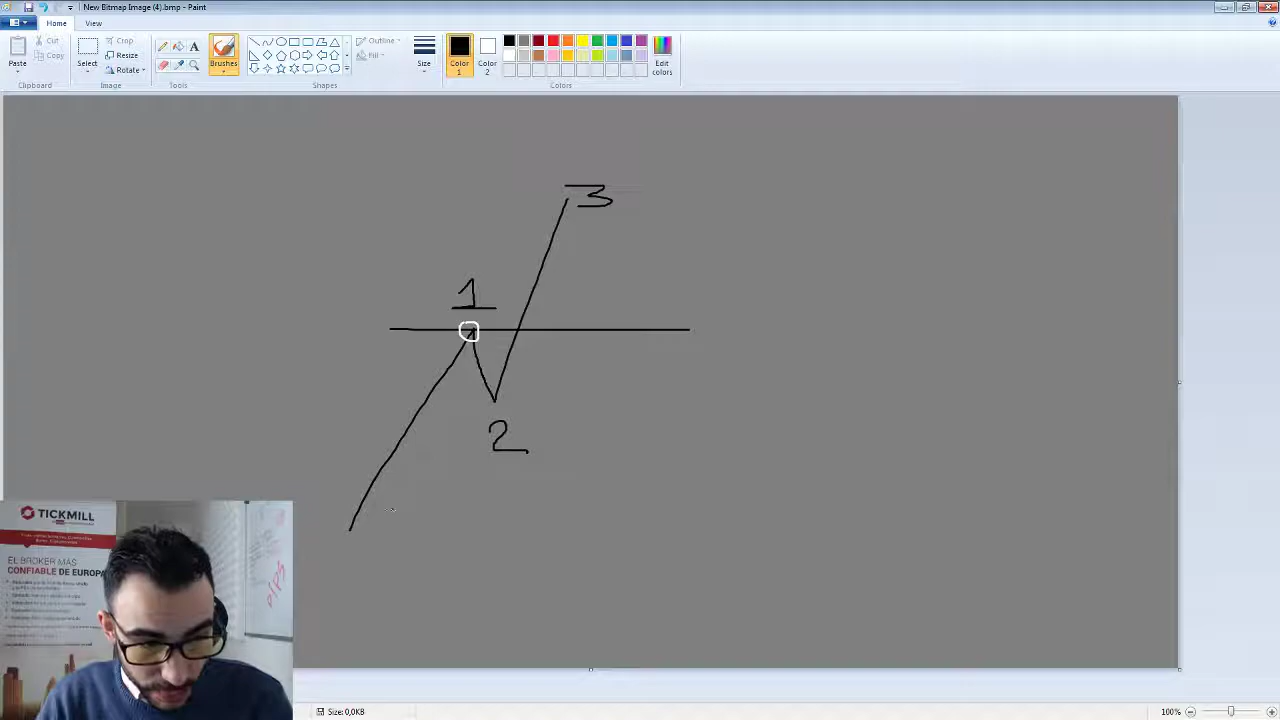 New Bitmap Image (4).bmp - Paint
Home
View
Paste
Cut
Copy
Clipboard
Select
Crop
Resize
Rotate
Image
A
Tools
Brushes
Shapes
Outline
Fill
Size
Color
1
Color
2
Edit
colors
Colors
3
1
2
TICKMILL
EL BROKER MÁS
CONFIABLE DE EUROPA
PIPS
Size: 0,0KB
100%